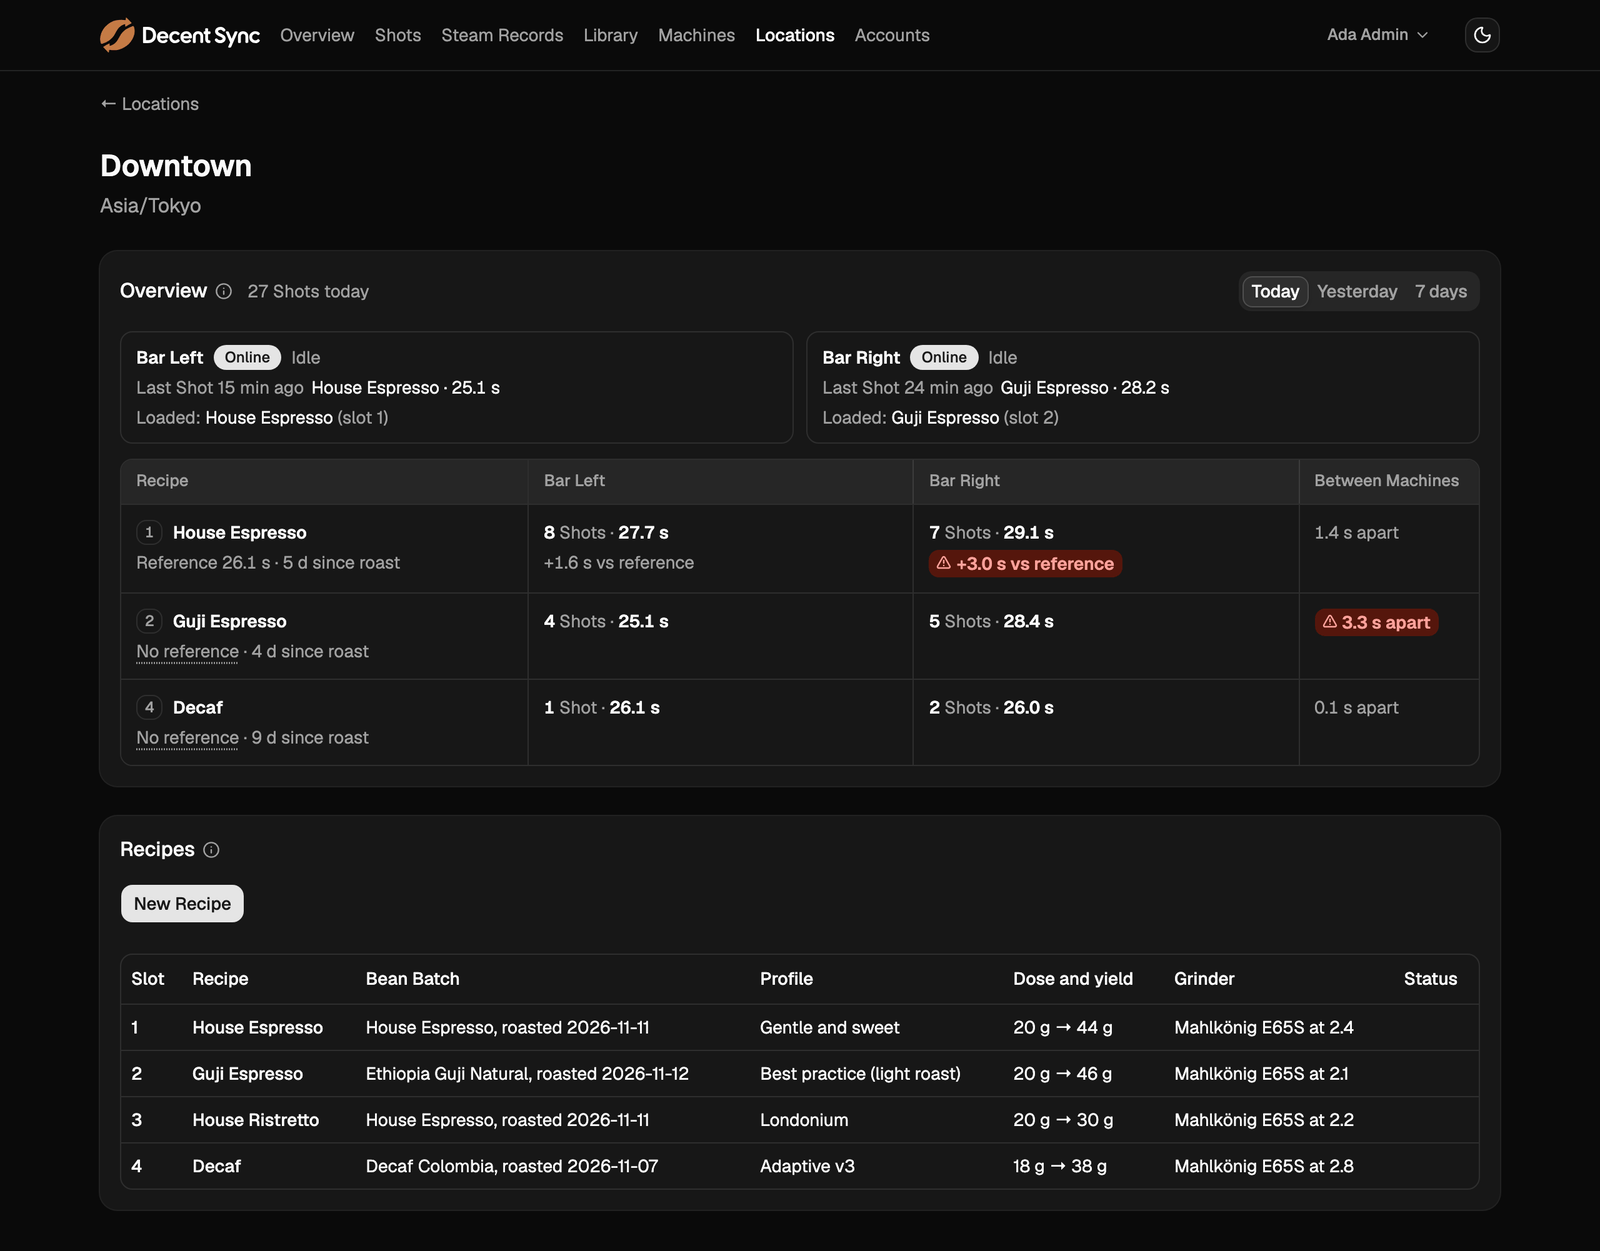 Decent Sync Overview Shots Steam Records Library Machines Locations Accounts Ada Admin
← Locations
Downtown
Asia/Tokyo
Overview 27 Shots today Today Yesterday 7 days
Bar Left Online Idle
Last Shot 15 min ago House Espresso · 25.1 s
Loaded: House Espresso (slot 1)
Bar Right Online Idle
Last Shot 24 min ago Guji Espresso · 28.2 s
Loaded: Guji Espresso (slot 2)
Recipe Bar Left Bar Right Between Machines
1 House Espresso 8 Shots · 27.7 s 7 Shots · 29.1 s 1.4 s apart
Reference 26.1 s · 5 d since roast +1.6 s vs reference +3.0 s vs reference
2 Guji Espresso 4 Shots · 25.1 s 5 Shots · 28.4 s 3.3 s apart
No reference · 4 d since roast
4 Decaf 1 Shot · 26.1 s 2 Shots · 26.0 s 0.1 s apart
No reference · 9 d since roast
Recipes
New Recipe
Slot Recipe Bean Batch Profile Dose and yield Grinder Status
1 House Espresso House Espresso, roasted 2026-11-11 Gentle and sweet 20 g → 44 g Mahlkönig E65S at 2.4
2 Guji Espresso Ethiopia Guji Natural, roasted 2026-11-12 Best practice (light roast) 20 g → 46 g Mahlkönig E65S at 2.1
3 House Ristretto House Espresso, roasted 2026-11-11 Londonium 20 g → 30 g Mahlkönig E65S at 2.2
4 Decaf Decaf Colombia, roasted 2026-11-07 Adaptive v3 18 g → 38 g Mahlkönig E65S at 2.8